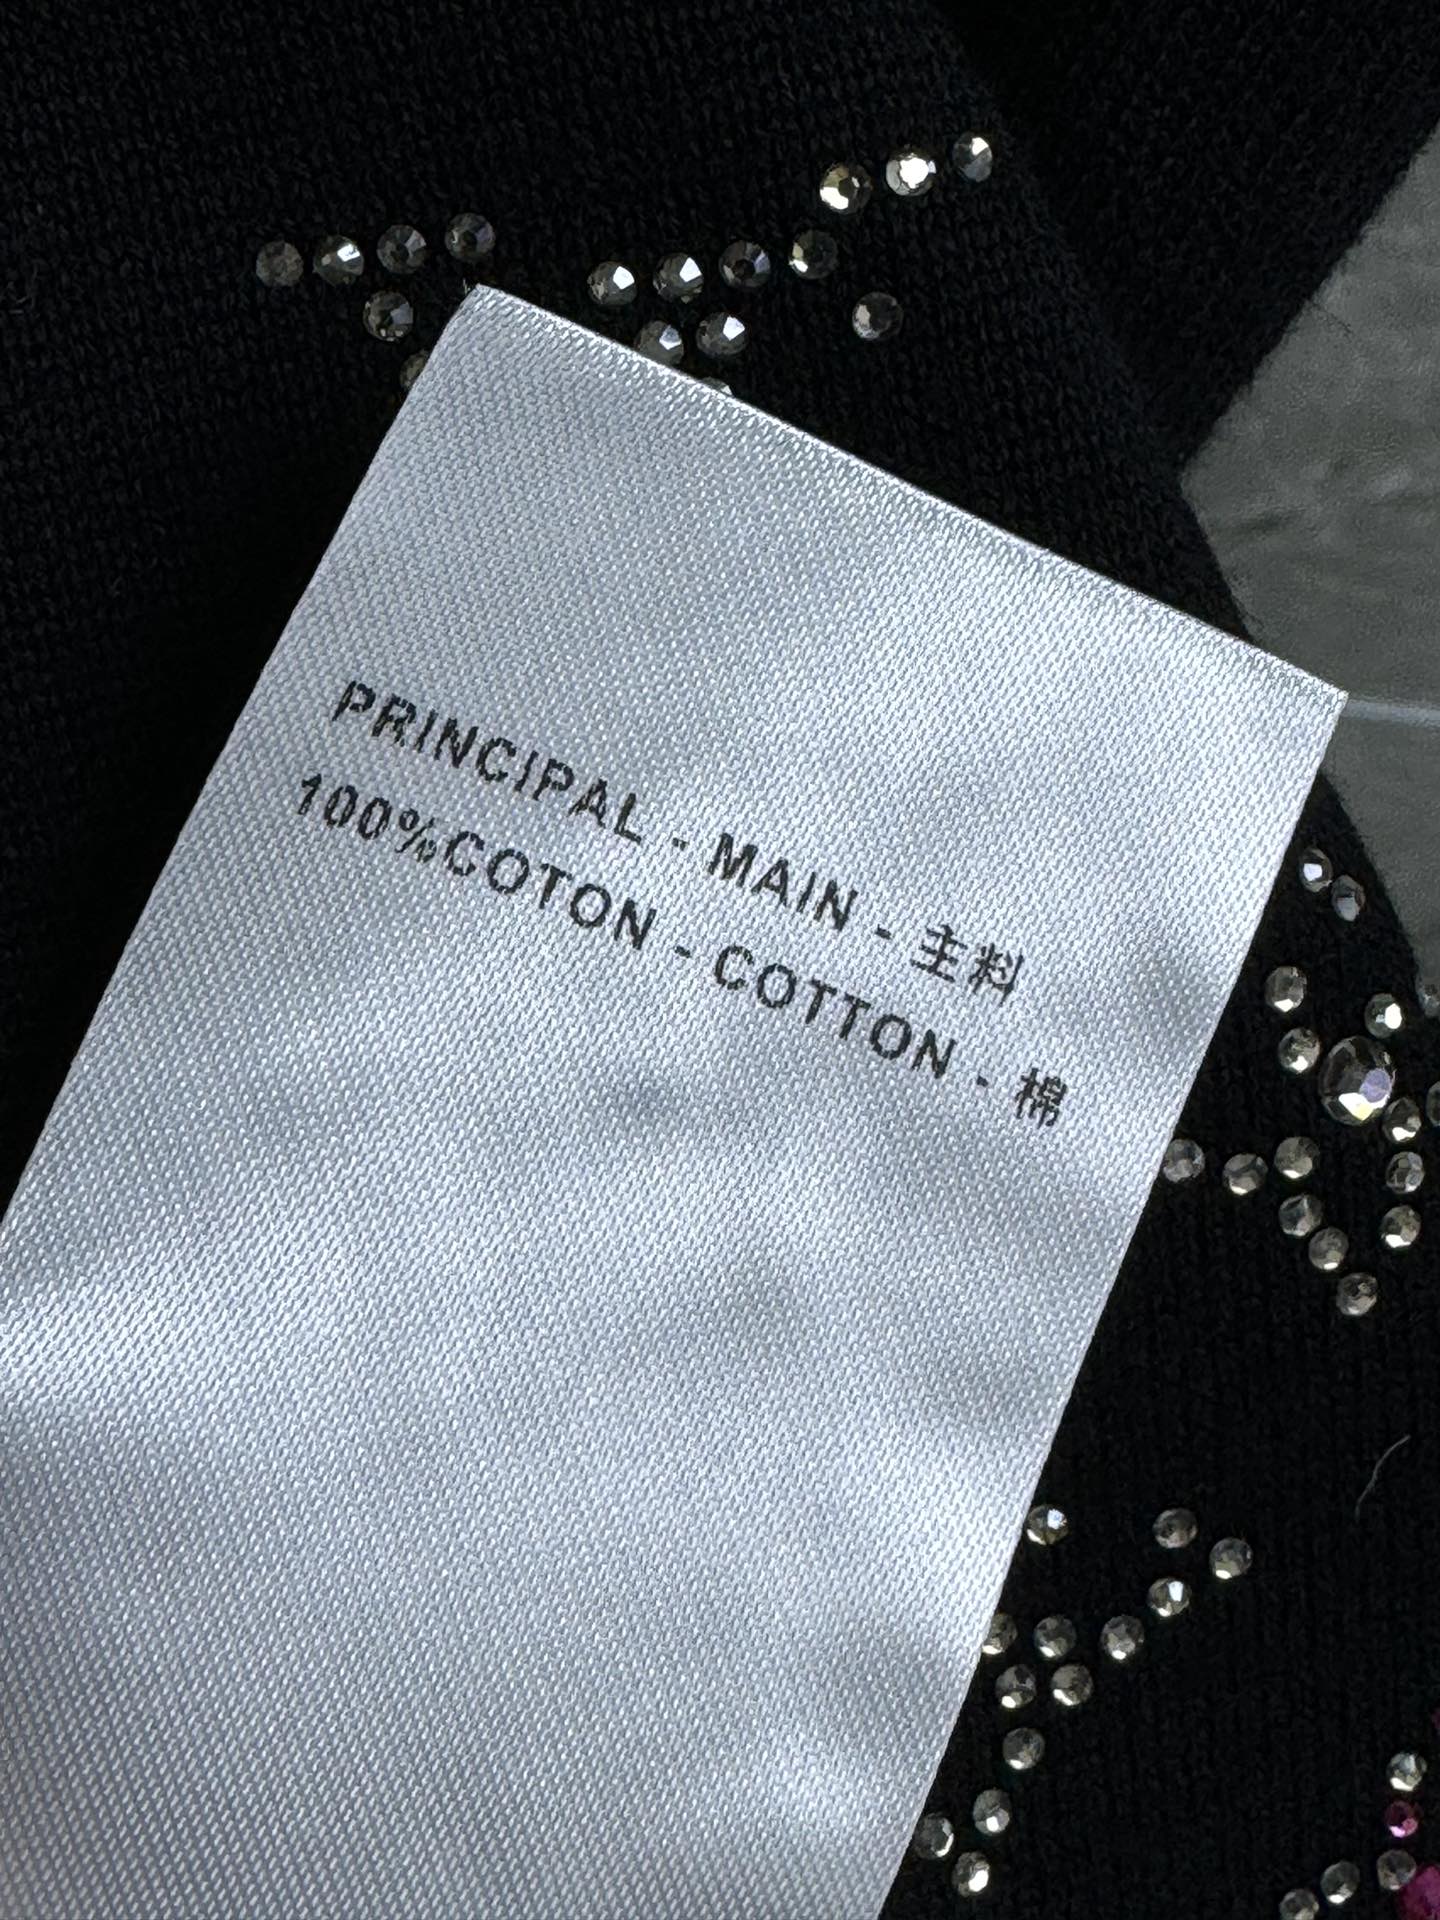 PRINCIPAL - MAIN - 主料
100%COTON - COTTON - 棉